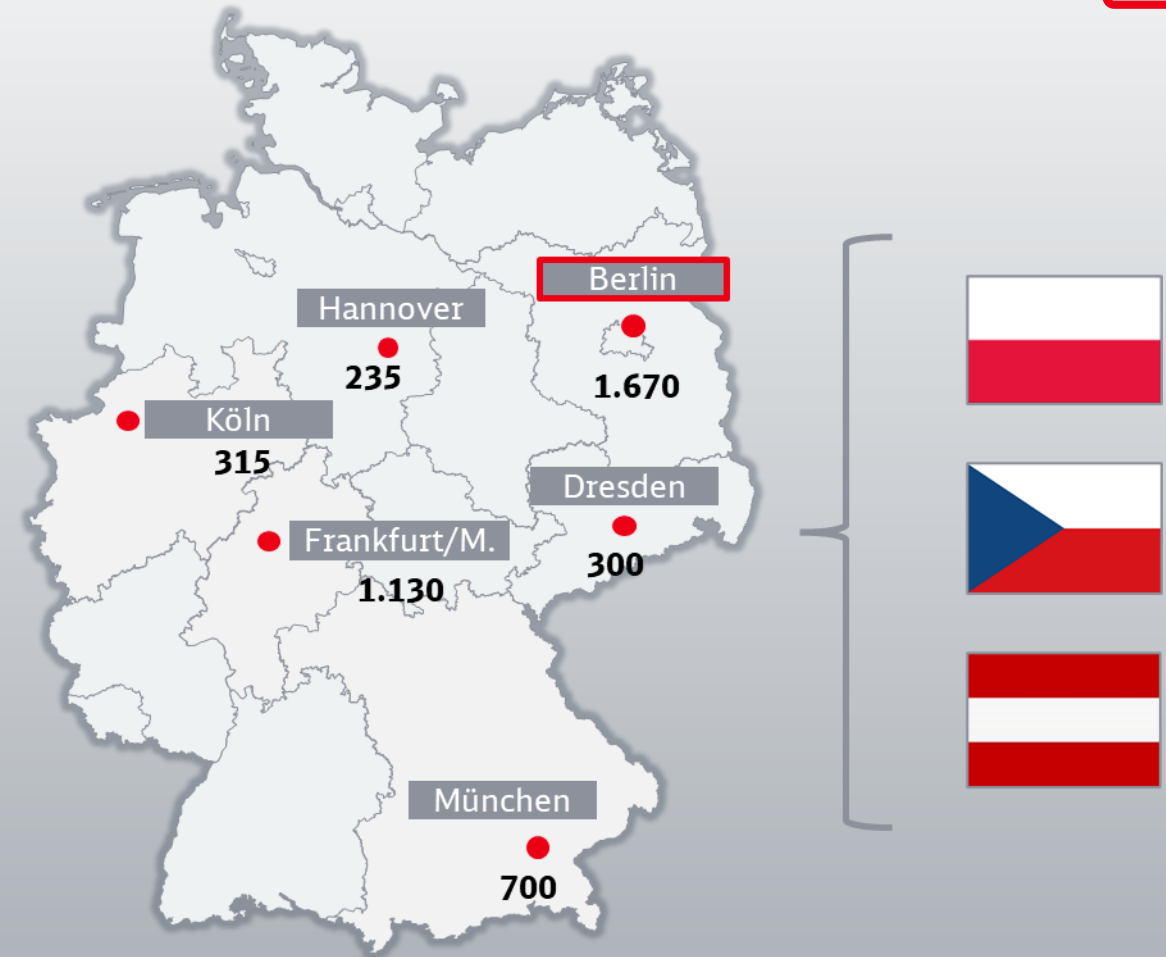 Berlin
1.670
Hannover
235
Köln
315
Dresden
300
Frankfurt/M.
1.130
München
700